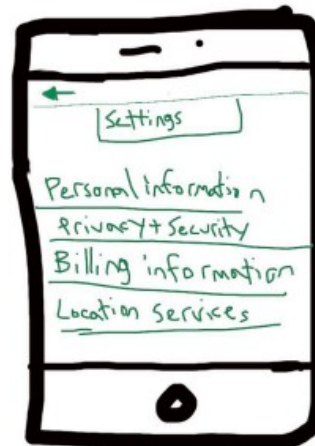 Settings
Personal information
Privacy + Security
Billing information
Location Services